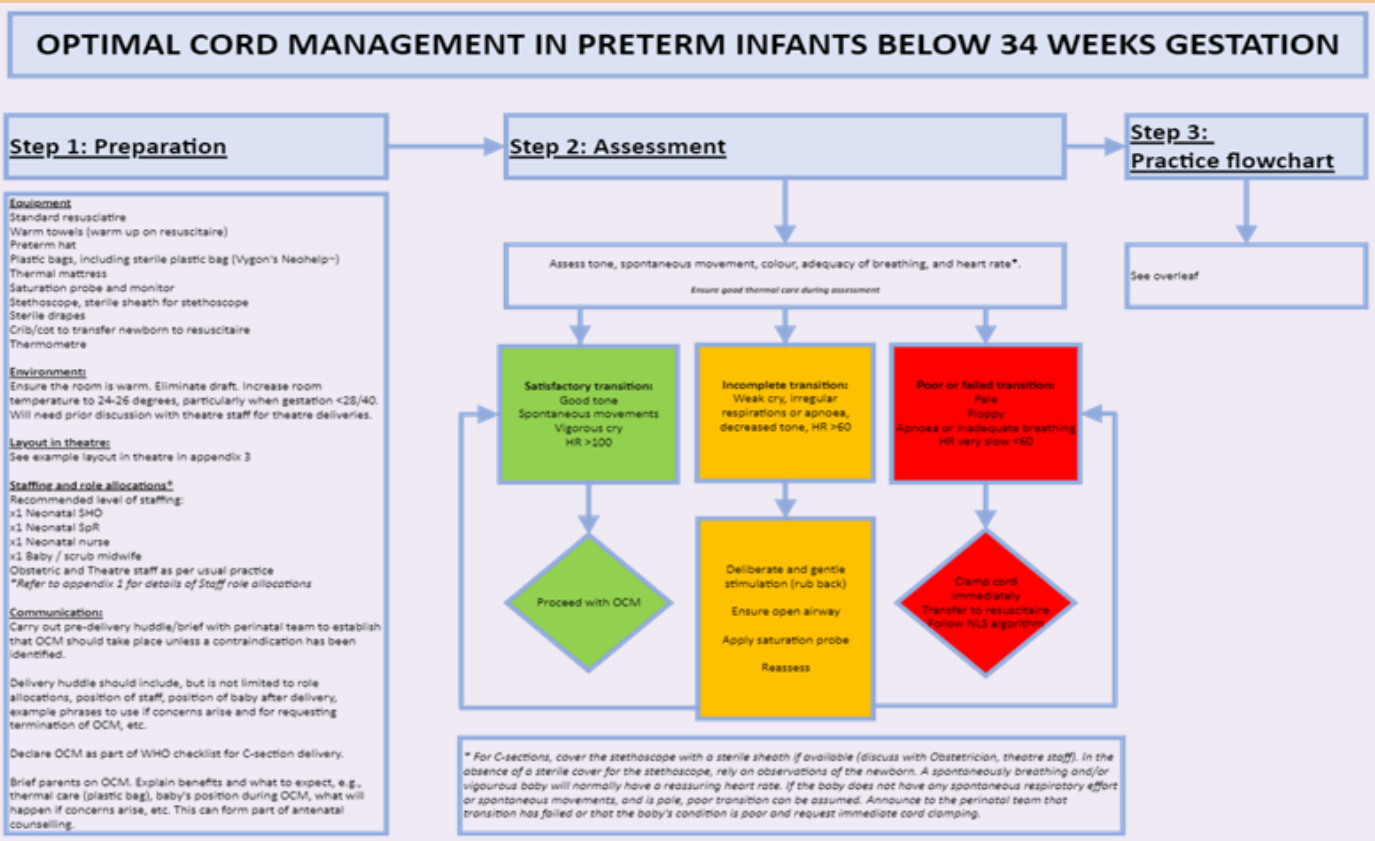 OPTIMAL CORD MANAGEMENT IN PRETERM INFANTS BELOW 34 WEEKS GESTATION
Step 1: Preparation
Equipment
Standard resusciatire
Warm towels (warm up on resuscitaire)
Preterm hat
Plastic bags, including sterile plastic bag (Vygon's Neohelp~)
Thermal mattress
Saturation probe and monitor
Stethoscope, sterile sheath for stethoscope
Sterile drapes
Crib/cot to transfer newborn to resuscitaire
Thermometre
Environment:
Ensure the room is warm. Eliminate draft. Increase room
temperature to 24-26 degrees, particularly when gestation <28/40.
Will need prior discussion with theatre staff for theatre deliveries.
Layout in theatre:
See example layout in theatre in appendix 3
Staffing and role allocations*
Recommended level of staffing:
x1 Neonatal SHO
x1 Neonatal SpR
x1 Neonatal nurse
x1 Baby / scrub midwife
Obstetric and Theatre staff as per usual practice
*Refer to appendix 1 for details of Staff role allocations
Communication:
Carry out pre-delivery huddle/brief with perinatal team to establish
that OCM should take place unless a contraindication has been
identified.
Delivery huddle should include, but is not limited to role
allocations, position of staff, position of baby after delivery,
example phrases to use if concerns arise and for requesting
termination of OCM, etc.
Declare OCM as part of WHO checklist for C-section delivery.
Brief parents on OCM. Explain benefits and what to expect, e.g.,
thermal care (plastic bag), baby's position during OCM, what will
happen if concerns arise, etc. This can form part of antenatal
counselling.
Step 2: Assessment
Assess tone, spontaneous movement, colour, adequacy of breathing, and heart rate*.
Ensure good thermal care during assessment
Satisfactory transition:
Good tone
Spontaneous movements
Vigorous cry
HR >100
Proceed with OCM
Incomplete transition:
Weak cry, irregular
respirations or apnoea,
decreased tone, HR >60
Deliberate and gentle
stimulation (rub back)
Ensure open airway
Apply saturation probe
Reassess
Poor or failed transition:
Pale
Floppy
Apnoea or inadequate breathing
HR very slow <60
Clamp cord
immediately
Transfer to resuscitaire
Follow NLS algorithm
* For C-sections, cover the stethoscope with a sterile sheath if available (discuss with Obstetrician, theatre staff). In the
absence of a sterile cover for the stethoscope, rely on observations of the newborn. A spontaneously breathing and/or
vigourous baby will normally have a reassuring heart rate. If the baby does not have any spontaneous respiratory effort
or spontaneous movements, and is pale, poor transition can be assumed. Announce to the perinatal team that
transition has failed or that the baby's condition is poor and request immediate cord clamping.
Step 3:
Practice flowchart
See overleaf